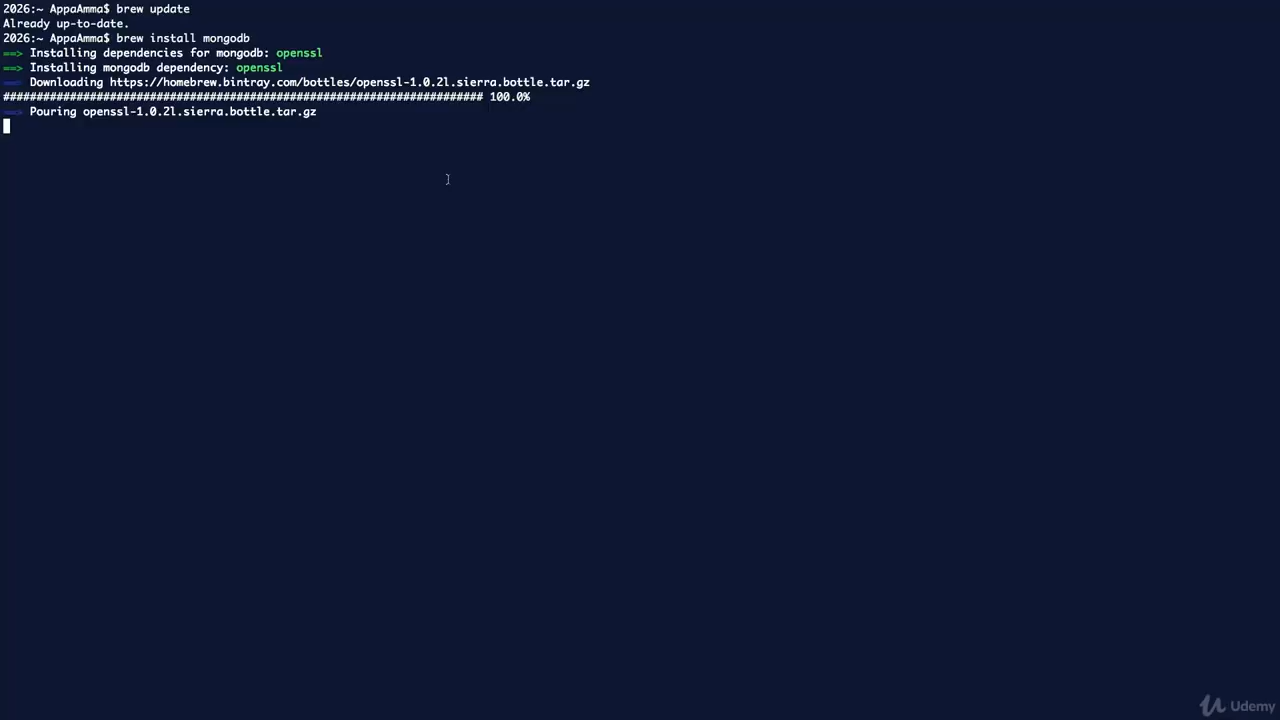 2026:~ AppaAmma$ brew update
Already up-to-date.
2026:~ AppaAmma$ brew install mongodb
==> Installing dependencies for mongodb: openssl
==> Installing mongodb dependency: openssl
==> Downloading https://homebrew.bintray.com/bottles/openssl-1.0.2l.sierra.bottle.tar.gz
######################################################################## 100.0%
==> Pouring openssl-1.0.2l.sierra.bottle.tar.gz
Udemy